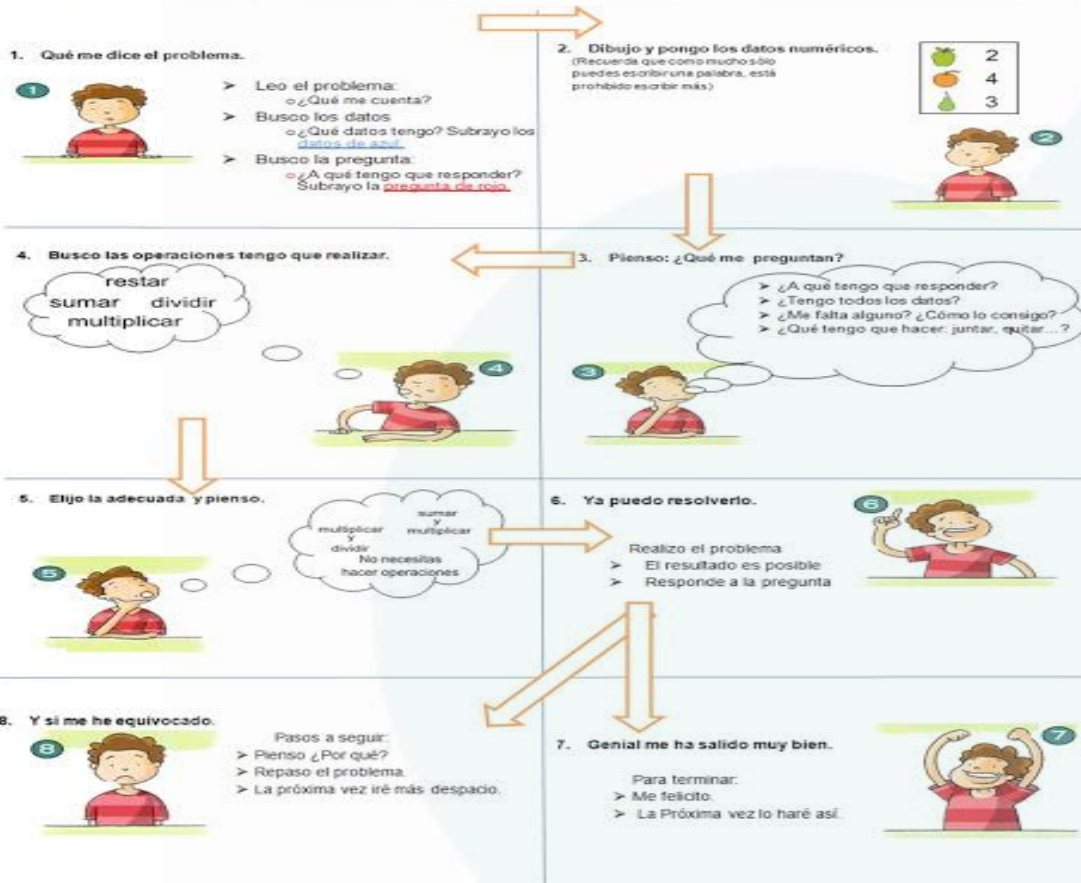 1. Qué me dice el problema.
1
➤ Leo el problema:
o ¿Qué me cuenta?
➤ Busco los datos
o ¿Qué datos tengo? Subrayo los
datos de azul.
➤ Busco la pregunta:
o ¿A qué tengo que responder?
Subrayo la pregunta de rojo.
2. Dibujo y pongo los datos numéricos.
(Recuerda que como mucho sólo
puedes escribir una palabra, está
prohibido escribir más)
2
4
3
2
3. Pienso: ¿Qué me preguntan?
➤ ¿A qué tengo que responder?
➤ ¿Tengo todos los datos?
➤ ¿Me falta alguno? ¿Cómo lo consigo?
➤ ¿Qué tengo que hacer: juntar, quitar...?
3
4. Busco las operaciones tengo que realizar.
restar
sumar dividir
multiplicar
4
5. Elijo la adecuada y pienso.
sumar
y
multiplicar
multiplicar
y
dividir
No necesitas
hacer operaciones
5
6. Ya puedo resolverlo.
6
Realizo el problema
➤ El resultado es posible
➤ Responde a la pregunta
7. Genial me ha salido muy bien.
7
Para terminar:
➤ Me felicito.
➤ La Próxima vez lo haré así.
8. Y si me he equivocado.
8
Pasos a seguir:
➤ Pienso ¿Por qué?
➤ Repaso el problema.
➤ La próxima vez iré más despacio.